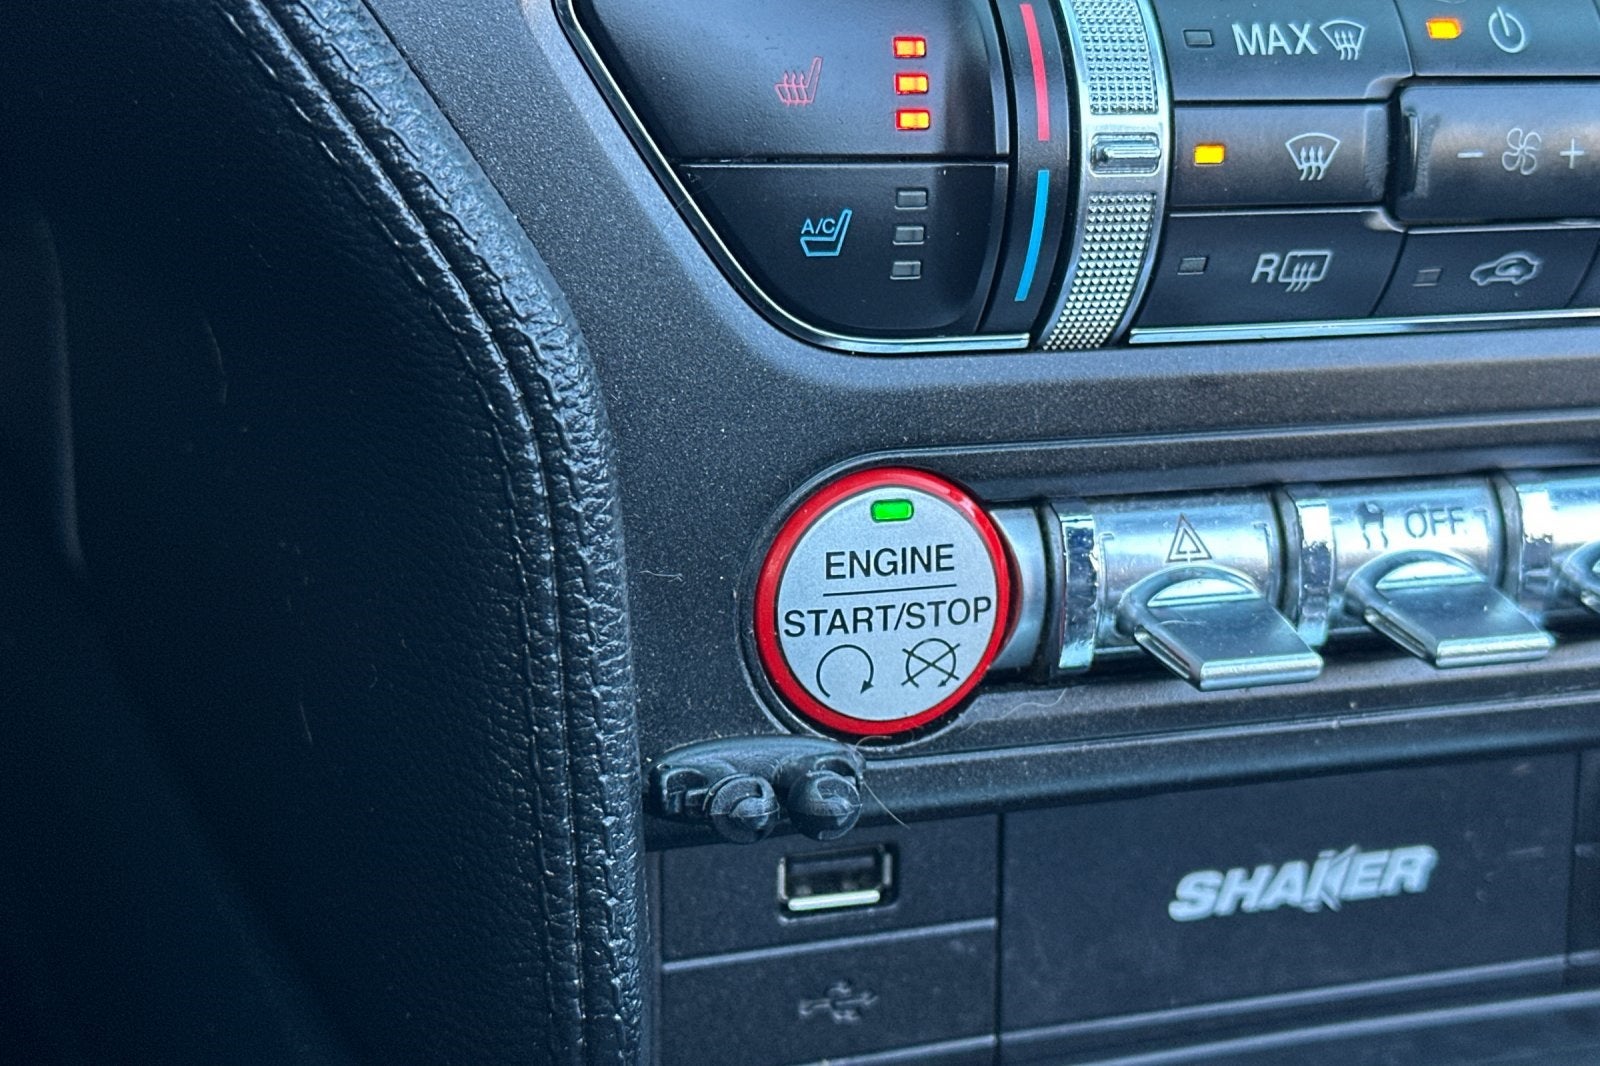 MAX
A/C
R
ENGINE
START/STOP
OFF
SHAKER